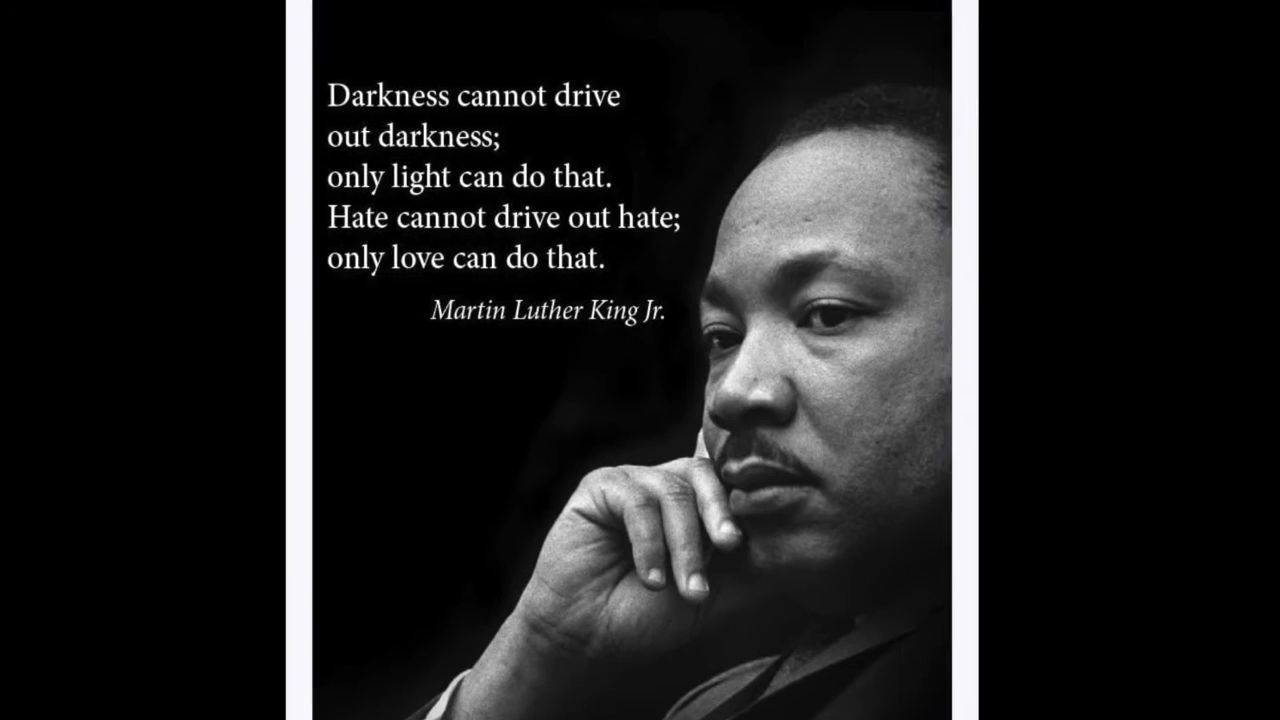 Darkness cannot drive
out darkness;
only light can do that.
Hate cannot drive out hate;
only love can do that.
Martin Luther King Jr.